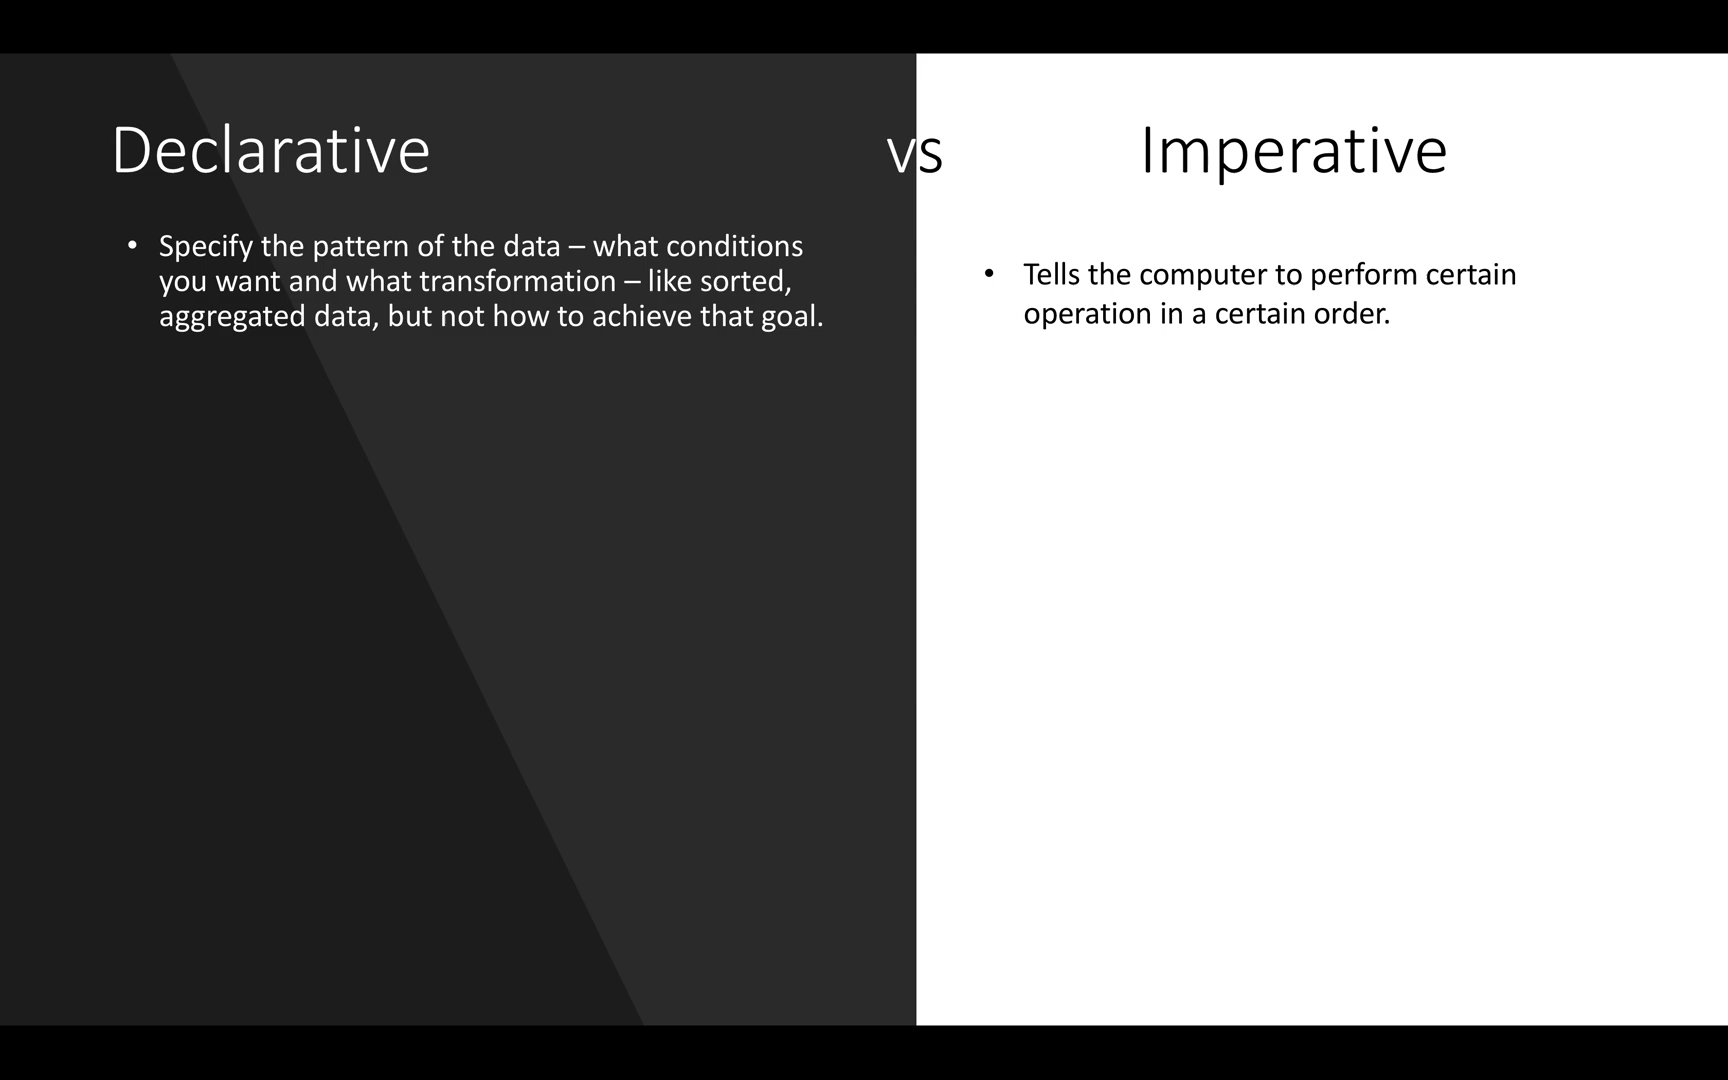 Declarative vs Imperative
• Specify the pattern of the data – what conditions
you want and what transformation – like sorted,
aggregated data, but not how to achieve that goal.
• Tells the computer to perform certain
operation in a certain order.